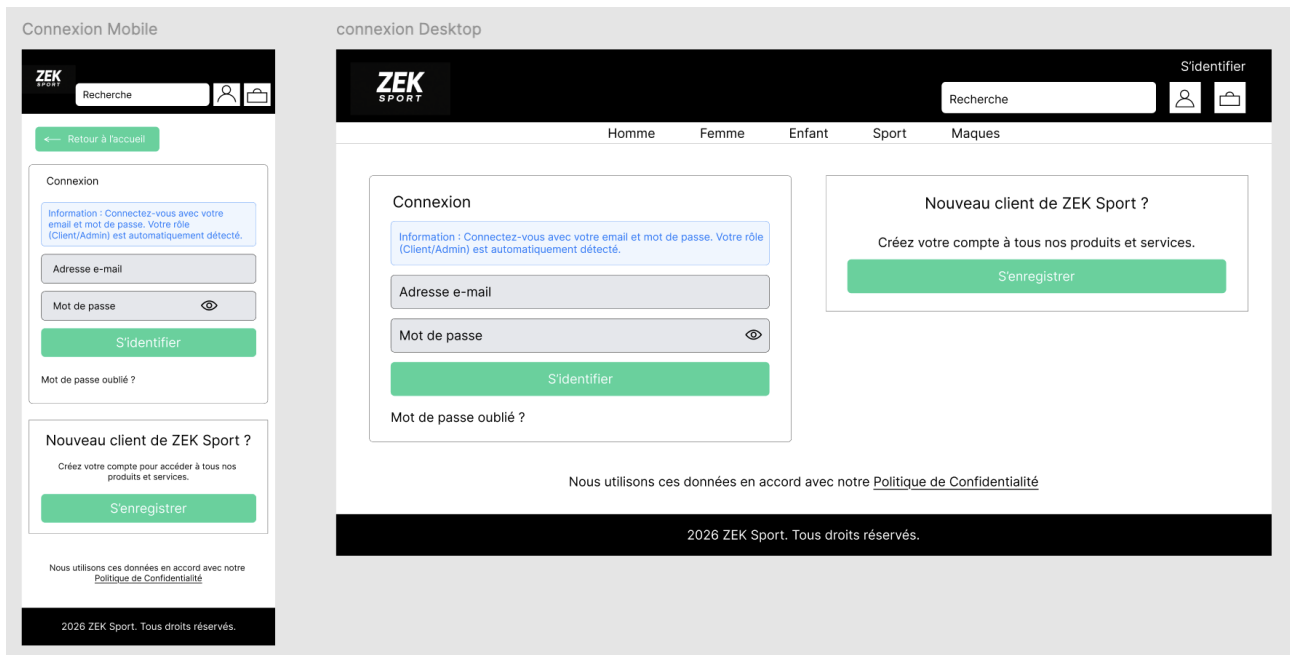 Connexion Mobile
ZEK
SPORT
Recherche
Retour à l'accueil
Connexion
Information : Connectez-vous avec votre
email et mot de passe. Votre rôle
(Client/Admin) est automatiquement détecté.
Adresse e-mail
Mot de passe
S'identifier
Mot de passe oublié ?
Nouveau client de ZEK Sport ?
Créez votre compte pour accéder à tous nos
produits et services.
S'enregistrer
Nous utilisons ces données en accord avec notre
Politique de Confidentialité
2026 ZEK Sport. Tous droits réservés.
connexion Desktop
S'identifier
ZEK
SPORT
Recherche
Homme Femme Enfant Sport Maques
Connexion
Information : Connectez-vous avec votre email et mot de passe. Votre rôle
(Client/Admin) est automatiquement détecté.
Adresse e-mail
Mot de passe
S'identifier
Mot de passe oublié ?
Nouveau client de ZEK Sport ?
Créez votre compte à tous nos produits et services.
S'enregistrer
Nous utilisons ces données en accord avec notre Politique de Confidentialité
2026 ZEK Sport. Tous droits réservés.